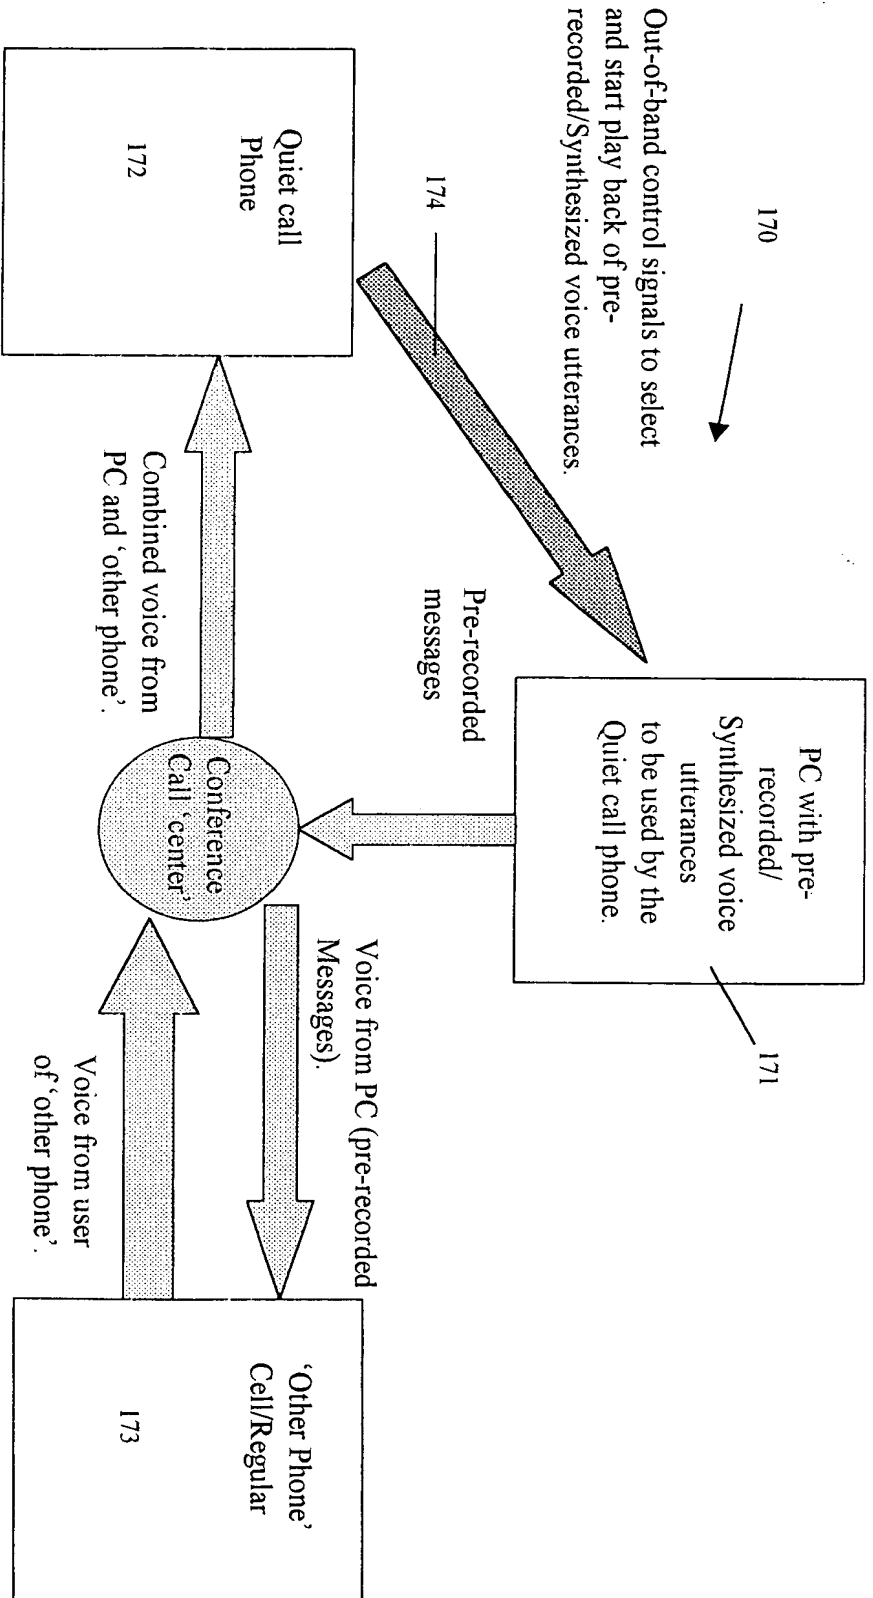 170
Out-of-band control signals to select
and start play back of pre-
recorded/Synthesized voice utterances.
174
PC with pre-
recorded/
Synthesized voice
utterances
to be used by the
Quiet call phone.
171
Pre-recorded
messages
Quiet call
Phone
172
Combined voice from
PC and ‘other phone’.
Conference
Call ‘center’
Voice from PC (pre-recorded
Messages).
Voice from user
of ‘other phone’.
‘Other Phone’
Cell/Regular
173